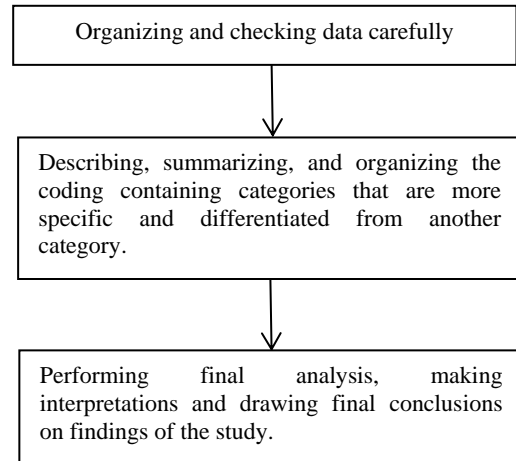 Organizing and checking data carefully
Describing, summarizing, and organizing the
coding containing categories that are more
specific and differentiated from another
category.
Performing final analysis, making
interpretations and drawing final conclusions
on findings of the study.